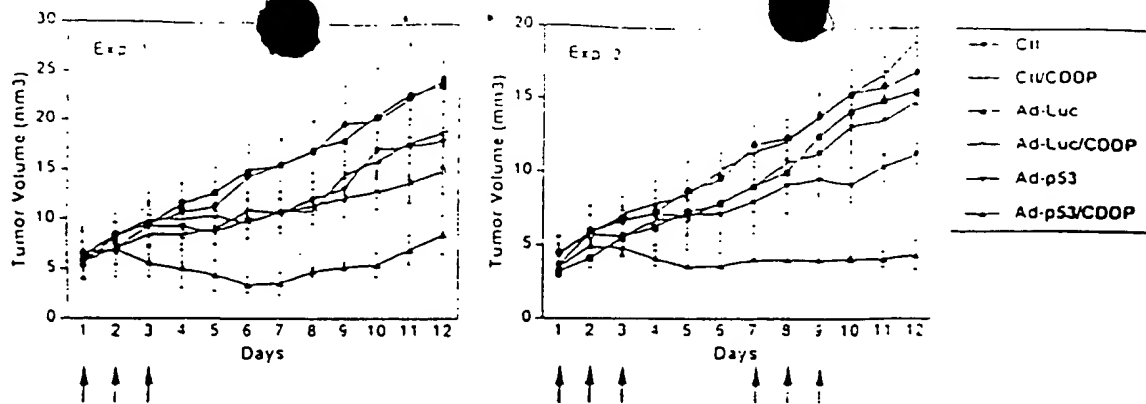 30
25
20
15
10
5
0
Tumor Volume (mm3)
1 2 3 4 5 6 7 8 9 10 11 12
Days
Exp 2
20
15
10
5
0
Tumor Volume (mm3)
1 2 3 4 5 6 7 8 9 10 11 12
Days
Ctl
Ctl/CDDP
Ad-Luc
Ad-Luc/CDDP
Ad-p53
Ad-p53/CDDP